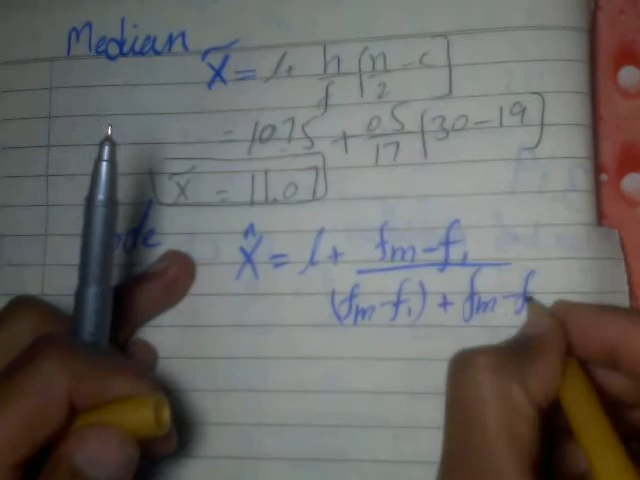 Median
X̃ = l + h/f (n/2 - c)
= 10.75 + 0.5/17 (30 - 19)
X̃ = 11.07
X̂ = l + fm - f1 / (fm - f1) + fm - f